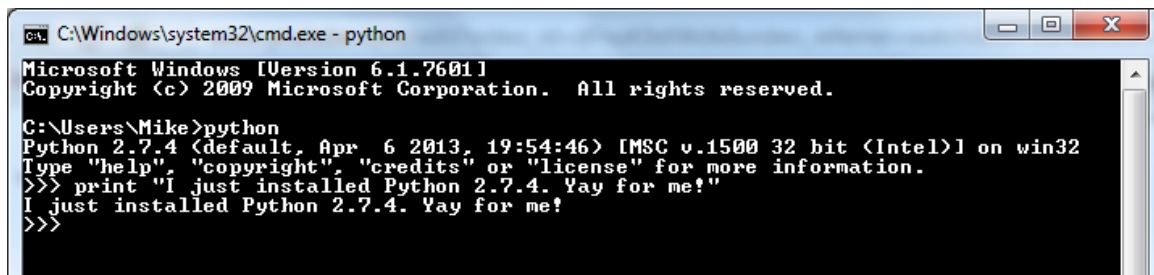 C:\Windows\system32\cmd.exe - python
Microsoft Windows [Version 6.1.7601]
Copyright (c) 2009 Microsoft Corporation.  All rights reserved.
C:\Users\Mike>python
Python 2.7.4 (default, Apr  6 2013, 19:54:46) [MSC v.1500 32 bit (Intel)] on win32
Type "help", "copyright", "credits" or "license" for more information.
>>> print "I just installed Python 2.7.4. Yay for me!"
I just installed Python 2.7.4. Yay for me!
>>>